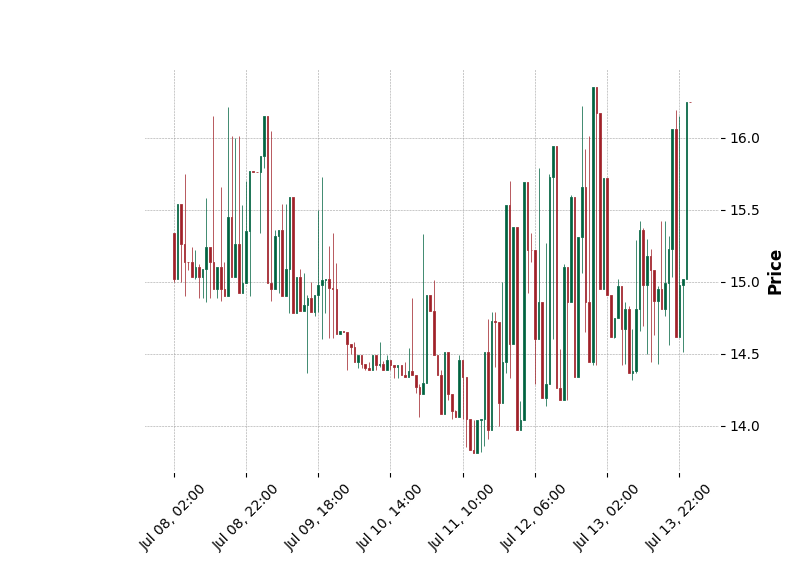 16.0
15.5
15.0
14.5
14.0
Price
Jul 08, 02:00
Jul 08, 22:00
Jul 09, 18:00
Jul 10, 14:00
Jul 11, 10:00
Jul 12, 06:00
Jul 13, 02:00
Jul 13, 22:00